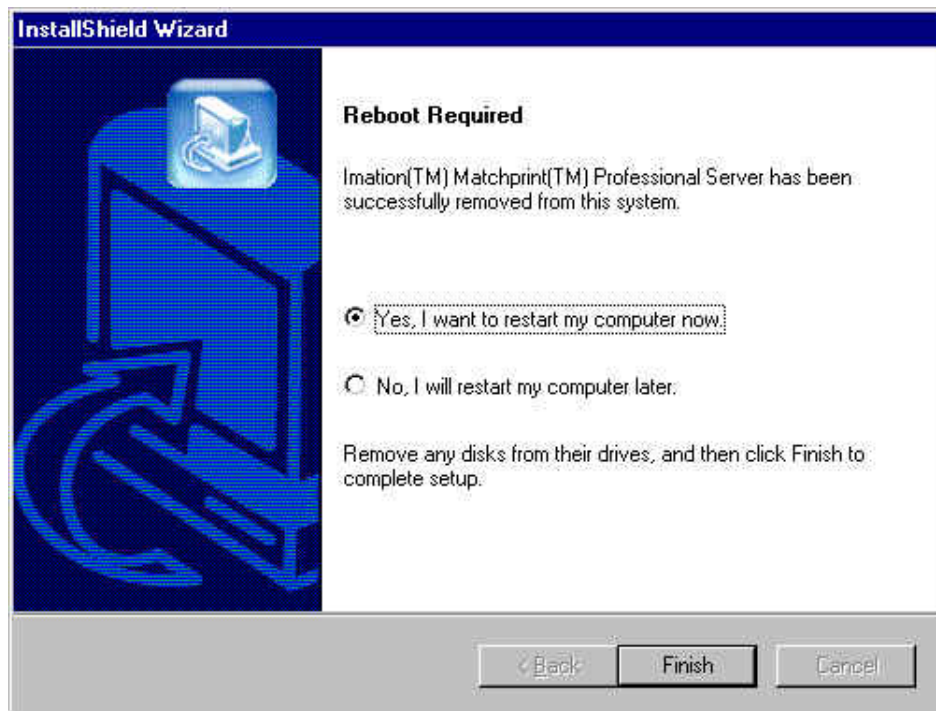 InstallShield Wizard
Reboot Required
Imation(TM) Matchprint(TM) Professional Server has been
successfully removed from this system.
Yes, I want to restart my computer now.
No, I will restart my computer later.
Remove any disks from their drives, and then click Finish to
complete setup.
< Back
Finish
Cancel